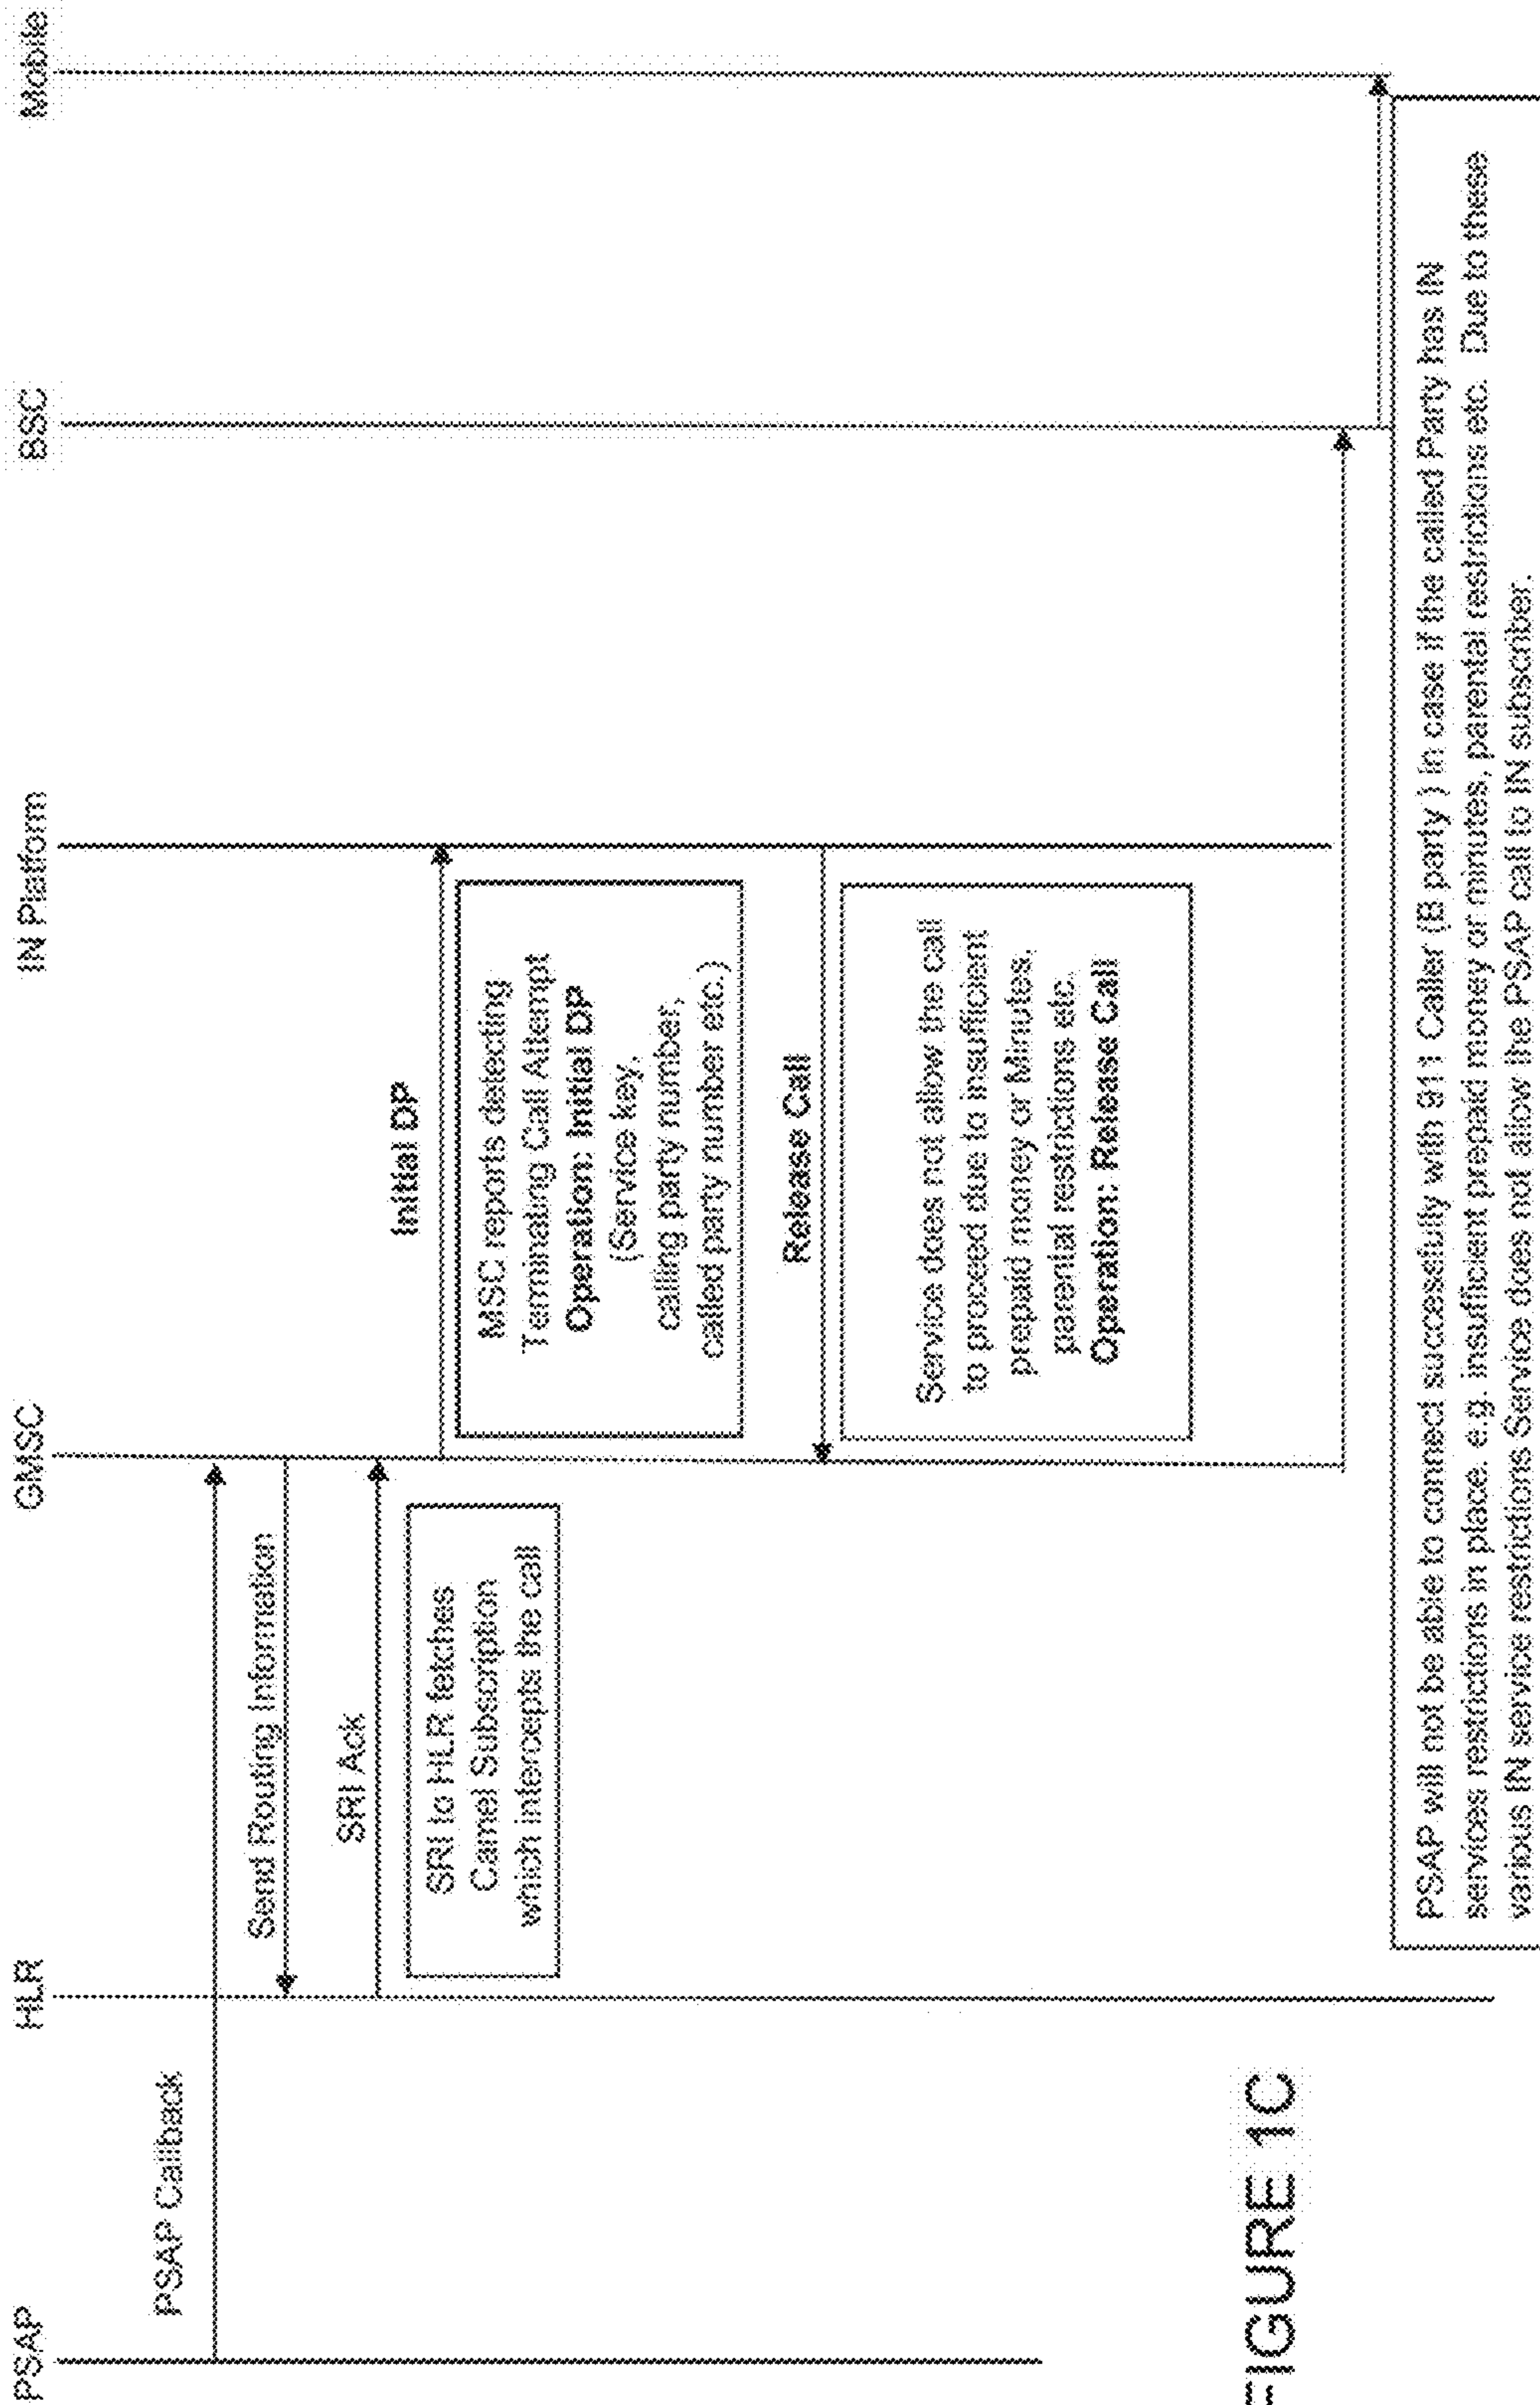 PSAP
HLR
GMSC
IN Platform
BSC
Mobile
PSAP Callback
Send Routing Information
SRI Ack
SRI to HLR fetches
Camel Subscription
which intercepts the call
Initial DP
MSC reports detecting
Terminating Call Attempt
Operation: Initial DP
(Service key,
calling party number,
called party number etc.)
Release Call
Service does not allow the call
to proceed due to insufficient
prepaid money or Minutes,
parental restrictions etc.
Operation: Release Call
PSAP will not be able to connect successfully with 911 Caller (B party ) in case if the called Party has IN
services restrictions in place. e.g. insufficient prepaid money or minutes, parental restrictions etc. Due to these
various IN service restrictions Service does not allow the PSAP call to IN subscriber.
FIGURE 1C